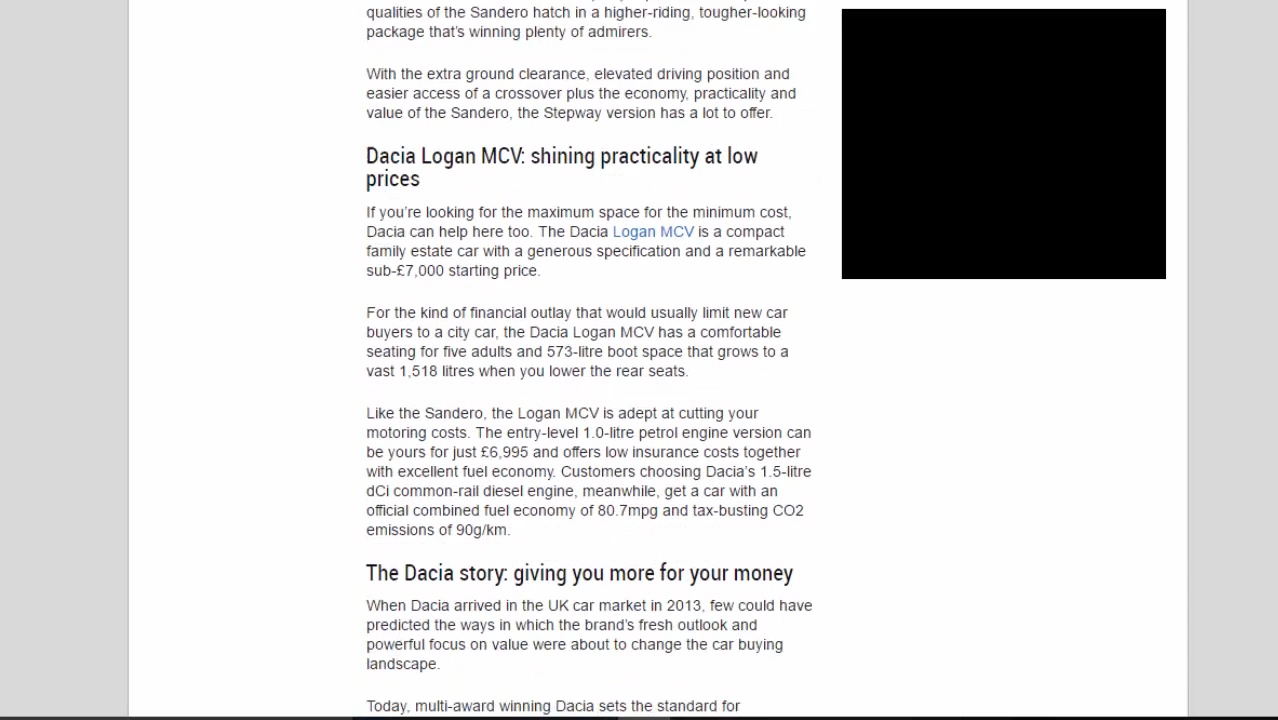 qualities of the Sandero hatch in a higher-riding, tougher-looking
package that's winning plenty of admirers.
With the extra ground clearance, elevated driving position and
easier access of a crossover plus the economy, practicality and
value of the Sandero, the Stepway version has a lot to offer.
Dacia Logan MCV: shining practicality at low
prices
If you're looking for the maximum space for the minimum cost,
Dacia can help here too. The Dacia Logan MCV is a compact
family estate car with a generous specification and a remarkable
sub-£7,000 starting price.
For the kind of financial outlay that would usually limit new car
buyers to a city car, the Dacia Logan MCV has a comfortable
seating for five adults and 573-litre boot space that grows to a
vast 1,518 litres when you lower the rear seats.
Like the Sandero, the Logan MCV is adept at cutting your
motoring costs. The entry-level 1.0-litre petrol engine version can
be yours for just £6,995 and offers low insurance costs together
with excellent fuel economy. Customers choosing Dacia's 1.5-litre
dCi common-rail diesel engine, meanwhile, get a car with an
official combined fuel economy of 80.7mpg and tax-busting CO2
emissions of 90g/km.
The Dacia story: giving you more for your money
When Dacia arrived in the UK car market in 2013, few could have
predicted the ways in which the brand's fresh outlook and
powerful focus on value were about to change the car buying
landscape.
Today, multi-award winning Dacia sets the standard for